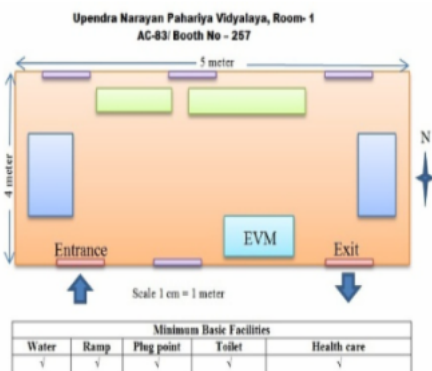 Upendra Narayan Pahariya Vidyalaya, Room- 1
AC-83/ Booth No – 257
5 meter
4 meter
N
EVM
Entrance
Exit
Scale 1 cm = 1 meter
Minimum Basic Facilities
Water Ramp Plug point Toilet Health care
√ √ √ √ √